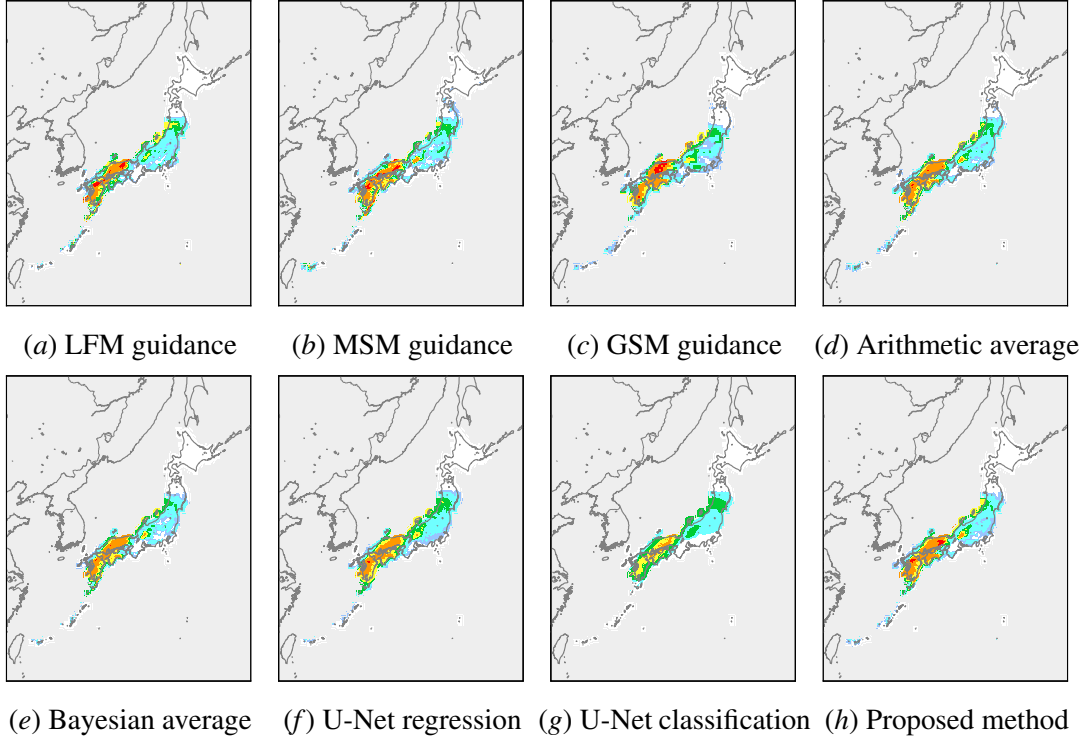 (a) LFM guidance (b) MSM guidance (c) GSM guidance (d) Arithmetic average
(e) Bayesian average (f) U-Net regression (g) U-Net classification (h) Proposed method